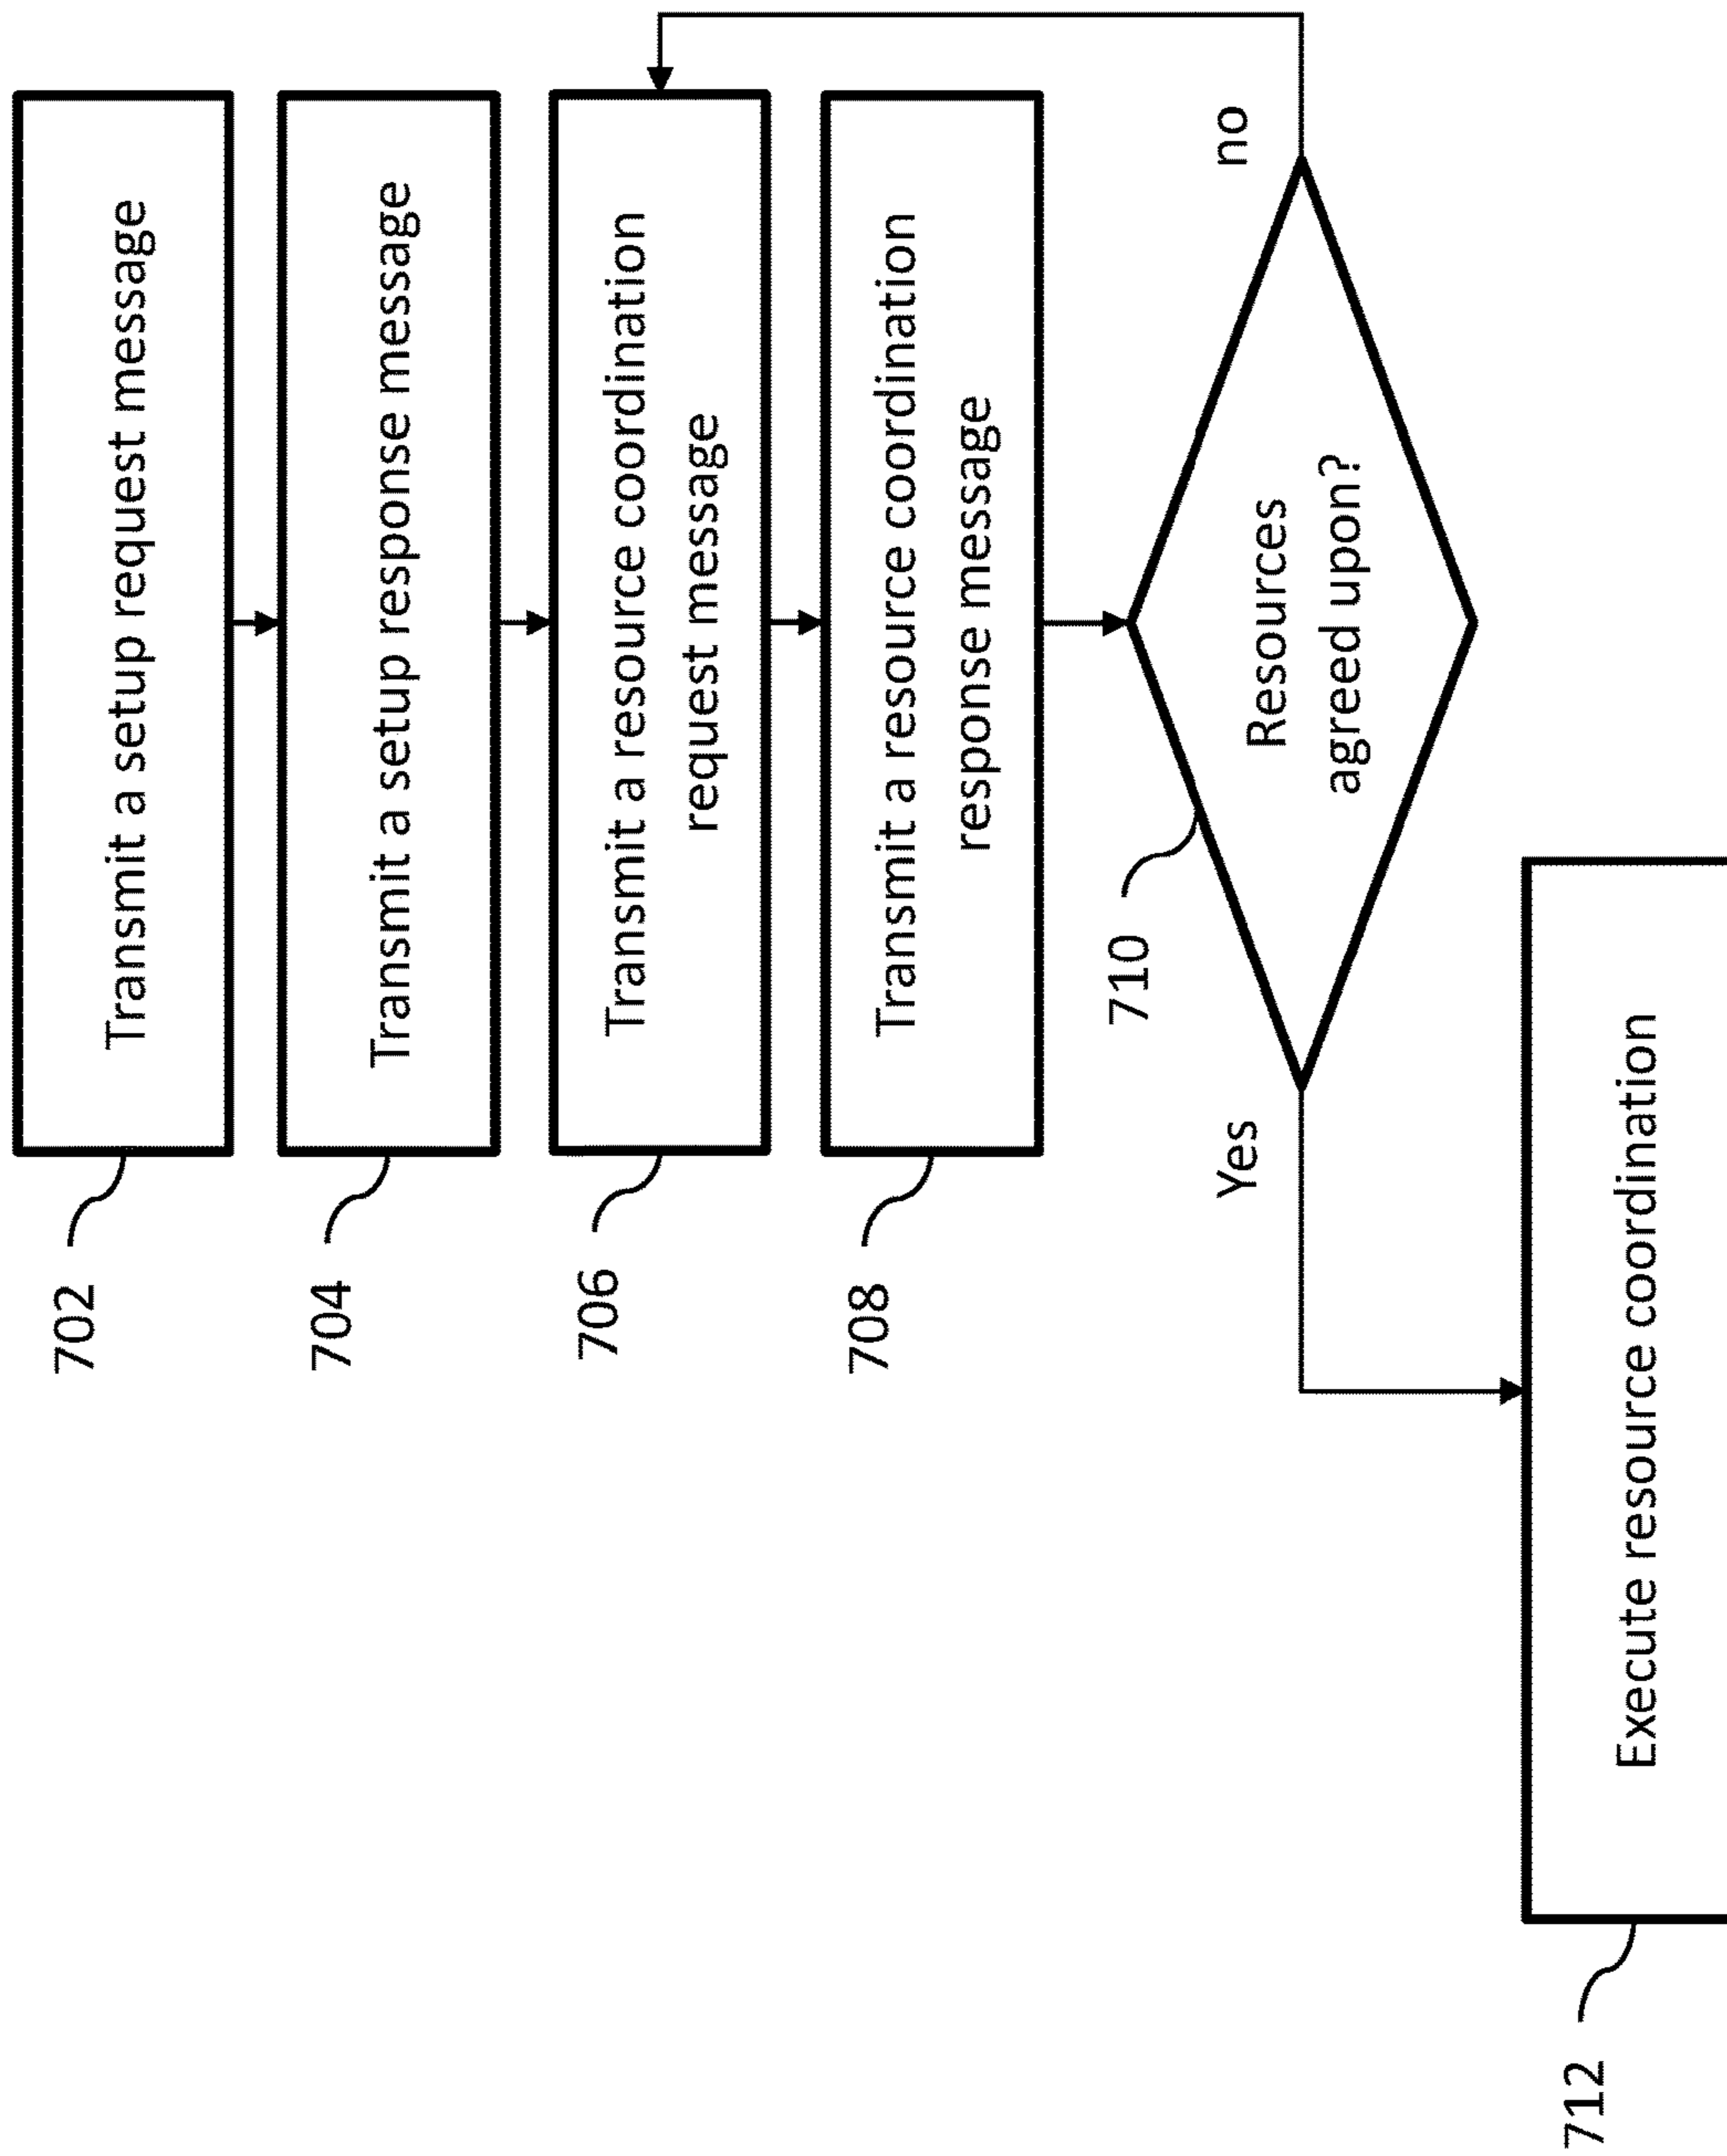 702
Transmit a setup request message
704
Transmit a setup response message
706
Transmit a resource coordination
request message
708
Transmit a resource coordination
response message
710
Resources
agreed upon?
Yes
no
712
Execute resource coordination